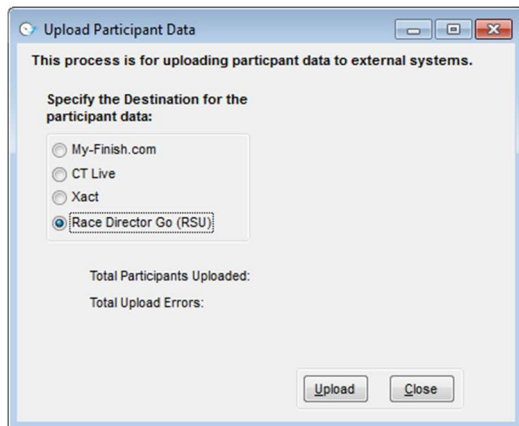 Upload Participant Data
This process is for uploading particpant data to external systems.
Specify the Destination for the
participant data:
My-Finish.com
CT Live
Xact
Race Director Go (RSU)
Total Participants Uploaded:
Total Upload Errors:
Upload
Close